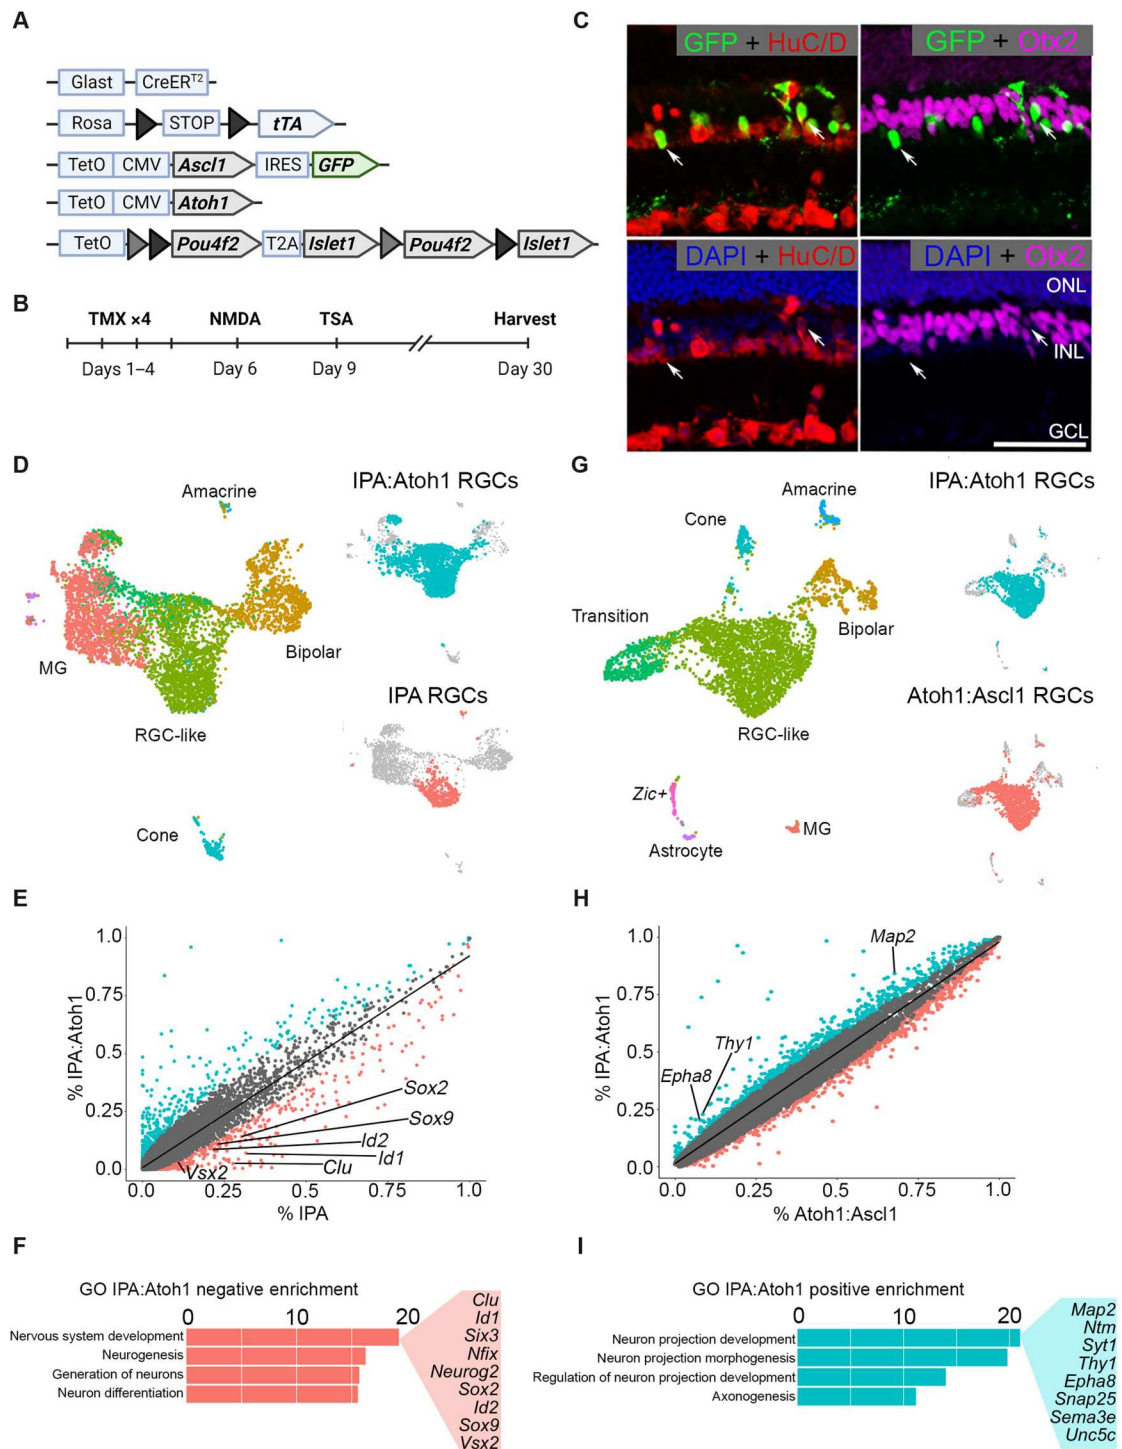 A
Glast CreERT2
Rosa STOP tTA
TetO CMV Ascl1 IRES GFP
TetO CMV Atoh1
TetO Pou4f2 T2A Islet1 Pou4f2 Islet1
B
TMX ×4 NMDA TSA Harvest
Days 1–4 Day 6 Day 9 Day 30
C
GFP + HuC/D
GFP + Otx2
DAPI + HuC/D
DAPI + Otx2
ONL
INL
GCL
D
Amacrine
IPA:Atoh1 RGCs
MG
Bipolar
RGC-like
IPA RGCs
Cone
G
Amacrine
IPA:Atoh1 RGCs
Cone
Transition
Bipolar
Atoh1:Ascl1 RGCs
RGC-like
Zic+
MG
Astrocyte
E
% IPA:Atoh1
1.0
0.75
0.5
0.25
0.0
Sox2
Sox9
Id2
Id1
Clu
Vsx2
0.0 0.25 0.5 0.75 1.0
% IPA
H
% IPA:Atoh1
1.0
0.75
0.5
0.25
0.0
Map2
Thy1
Epha8
0.0 0.25 0.5 0.75 1.0
% Atoh1:Ascl1
F
GO IPA:Atoh1 negative enrichment
0 10 20
Nervous system development
Neurogenesis
Generation of neurons
Neuron differentiation
Clu
Id1
Six3
Nfix
Neurog2
Sox2
Id2
Sox9
Vsx2
I
GO IPA:Atoh1 positive enrichment
0 10 20
Neuron projection development
Neuron projection morphogenesis
Regulation of neuron projection development
Axonogenesis
Map2
Ntm
Syt1
Thy1
Epha8
Snap25
Sema3e
Unc5c